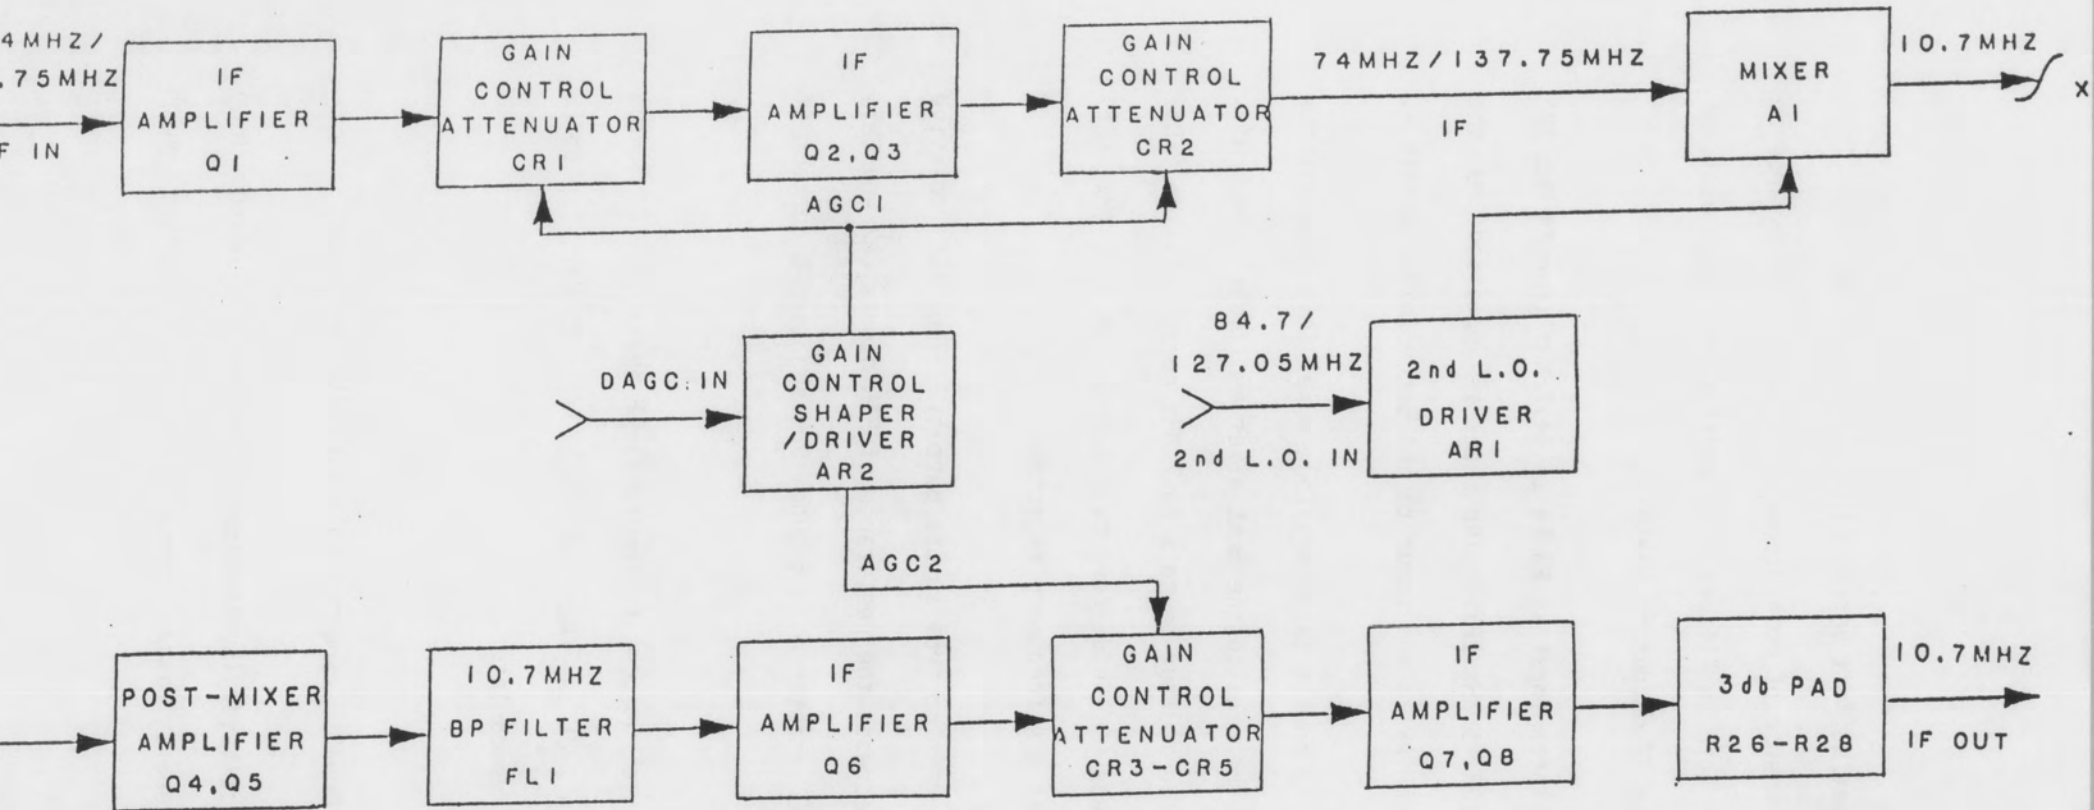 4MHZ/
.75MHZ
F IN
IF
AMPLIFIER
Q1
GAIN
CONTROL
ATTENUATOR
CR1
IF
AMPLIFIER
Q2,Q3
GAIN
CONTROL
ATTENUATOR
CR2
74MHZ/137.75MHZ
IF
MIXER
A1
10.7MHZ
X
AGC1
DAGC IN
GAIN
CONTROL
SHAPER
/DRIVER
AR2
84.7/
127.05MHZ
2nd L.O. IN
2nd L.O.
DRIVER
AR1
AGC2
POST-MIXER
AMPLIFIER
Q4,Q5
10.7MHZ
BP FILTER
FL1
IF
AMPLIFIER
Q6
GAIN
CONTROL
ATTENUATOR
CR3-CR5
IF
AMPLIFIER
Q7,Q8
3db PAD
R26-R28
10.7MHZ
IF OUT